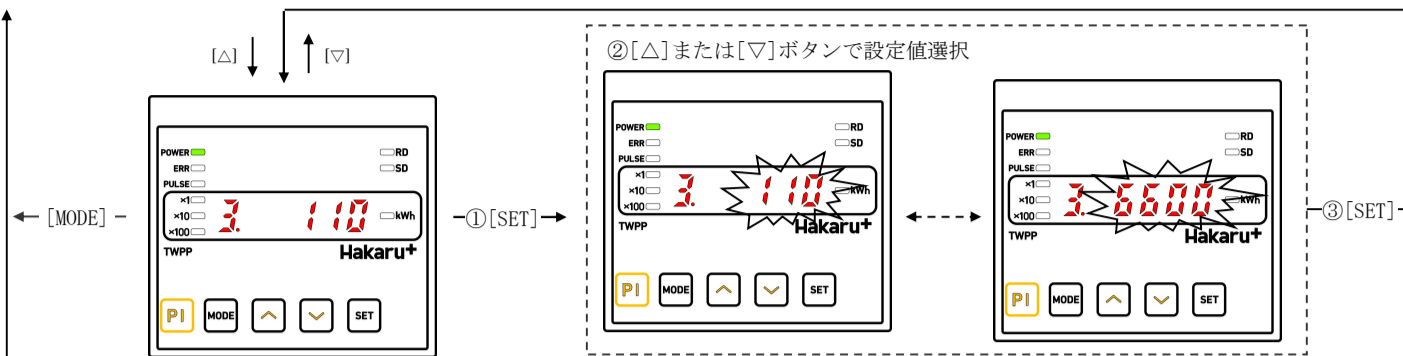 ②[△]または[▽]ボタンで設定値選択
[△]
[▽]
[MODE]
POWER
ERR
PULSE
×1
×10
×100
RD
SD
3. 110
kWh
TWPP
Hakaru+
PI
MODE
SET
①[SET]
POWER
ERR
PULSE
×1
×10
×100
RD
SD
3. 110
kWh
TWPP
Hakaru+
PI
MODE
SET
POWER
ERR
PULSE
×1
×10
×100
RD
SD
3. 6600
kWh
TWPP
Hakaru+
PI
MODE
SET
③[SET]